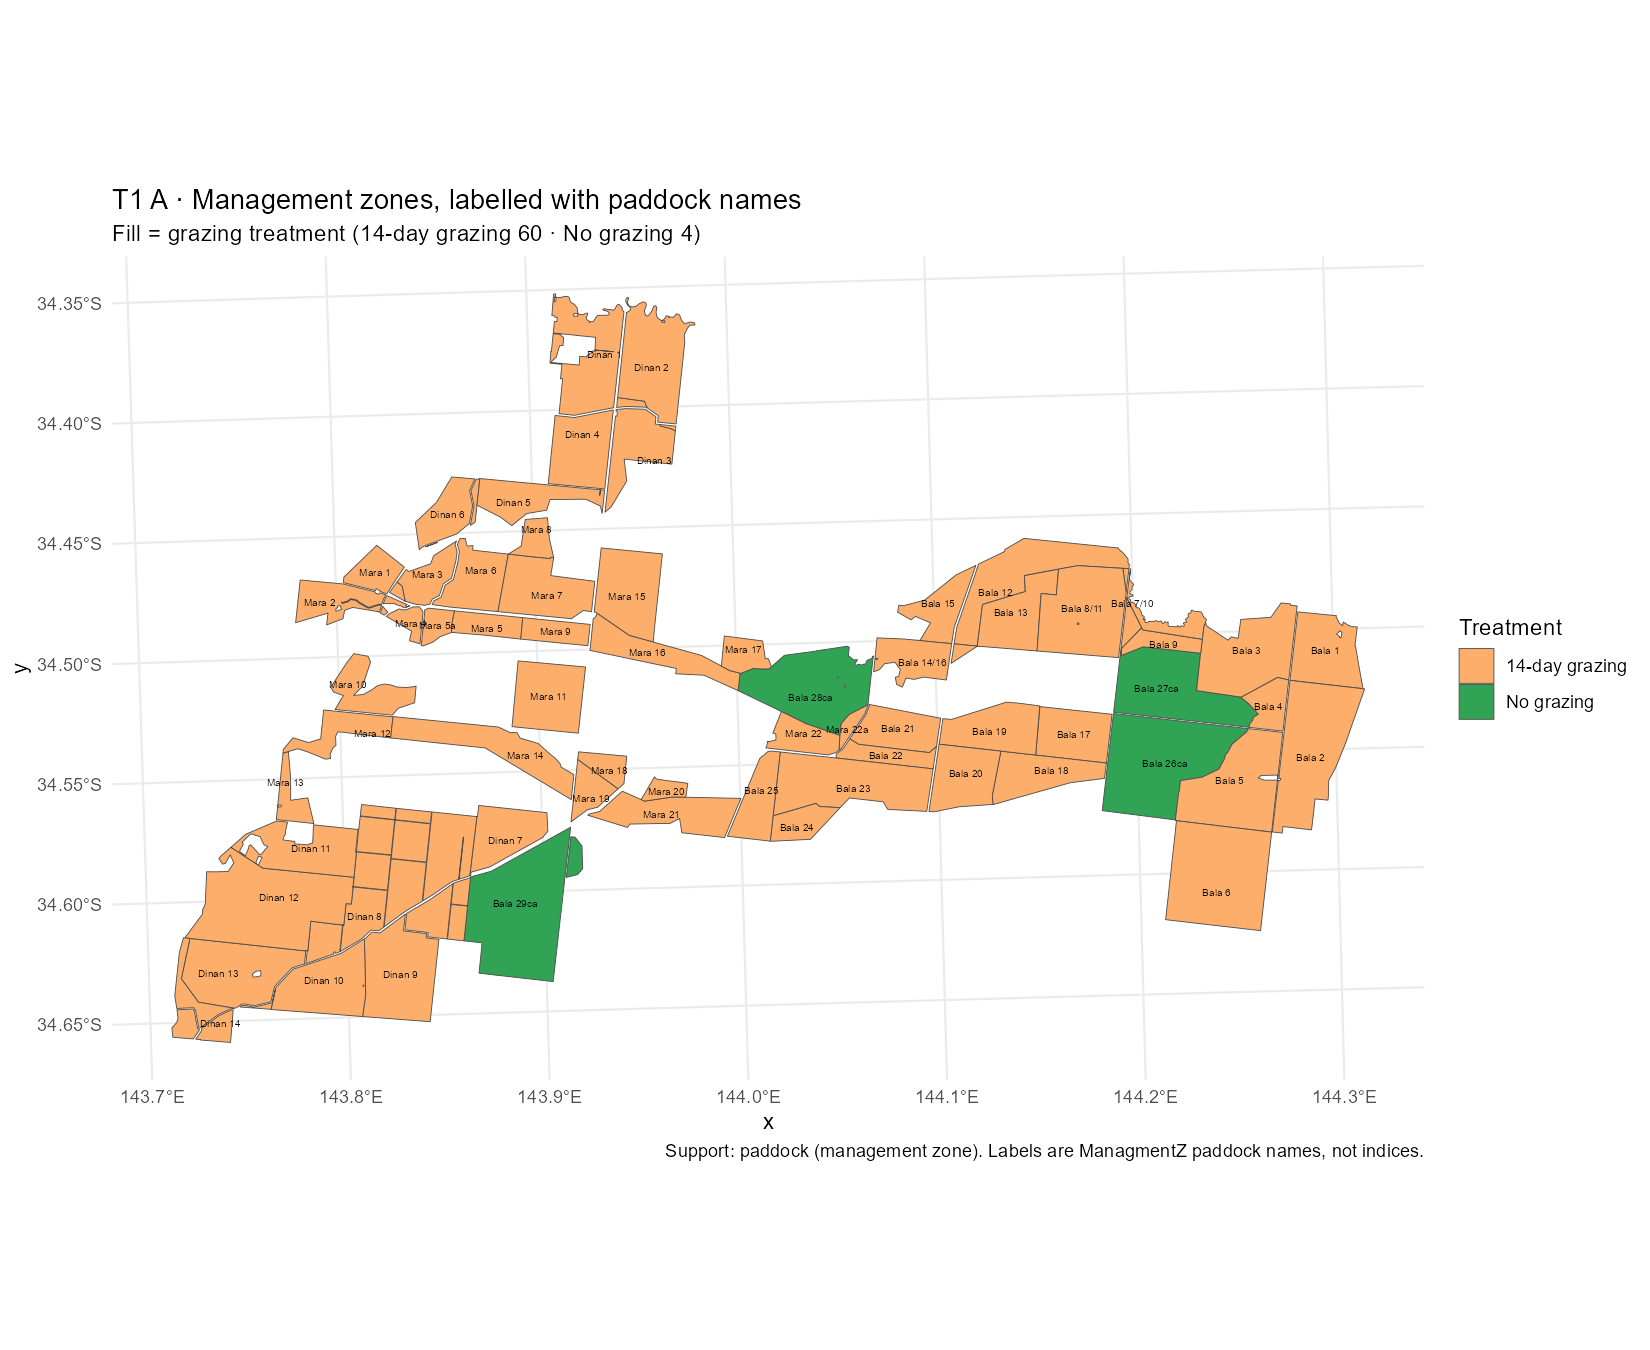 T1 A · Management zones, labelled with paddock names
Fill = grazing treatment (14-day grazing 60 · No grazing 4)
34.35°S
34.40°S
34.45°S
34.50°S
34.55°S
34.60°S
34.65°S
y
Dinan 1
Dinan 2
Dinan 4
Dinan 3
Dinan 5
Dinan 6
Mara 8
Mara 1
Mara 3
Mara 6
Mara 7
Mara 15
Mara 2
Mara 4
Mara 5a
Mara 5
Mara 9
Mara 16
Mara 17
Mara 10
Mara 11
Mara 12
Mara 14
Mara 13
Mara 18
Mara 19
Mara 20
Mara 21
Mara 22
Mara 22a
Bala 28ca
Bala 15
Bala 12
Bala 13
Bala 8/11
Bala 7/10
Bala 14/16
Bala 9
Bala 3
Bala 1
Bala 27ca
Bala 4
Bala 21
Bala 22
Bala 19
Bala 17
Bala 20
Bala 18
Bala 26ca
Bala 5
Bala 2
Bala 25
Bala 23
Bala 24
Bala 6
Dinan 7
Dinan 11
Dinan 12
Dinan 8
Bala 29ca
Dinan 13
Dinan 10
Dinan 9
Dinan 14
Treatment
14-day grazing
No grazing
143.7°E
143.8°E
143.9°E
144.0°E
144.1°E
144.2°E
144.3°E
x
Support: paddock (management zone). Labels are ManagmentZ paddock names, not indices.